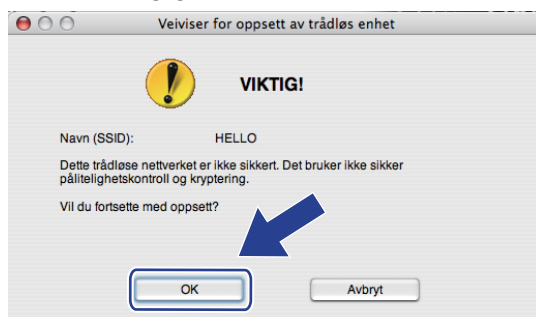 Veiviser for oppsett av trådløs enhet
VIKTIG!
Navn (SSID): HELLO
Dette trådløse nettverket er ikke sikkert. Det bruker ikke sikker
pålitelighetskontroll og kryptering.
Vil du fortsette med oppsett?
OK Avbryt